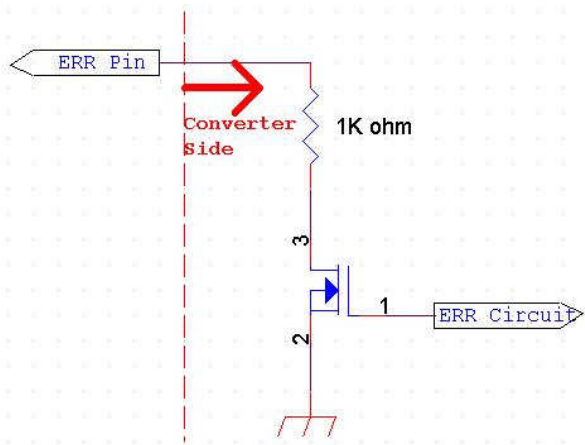 ERR Pin
Converter
Side
1K ohm
3
1
ERR Circuit
2